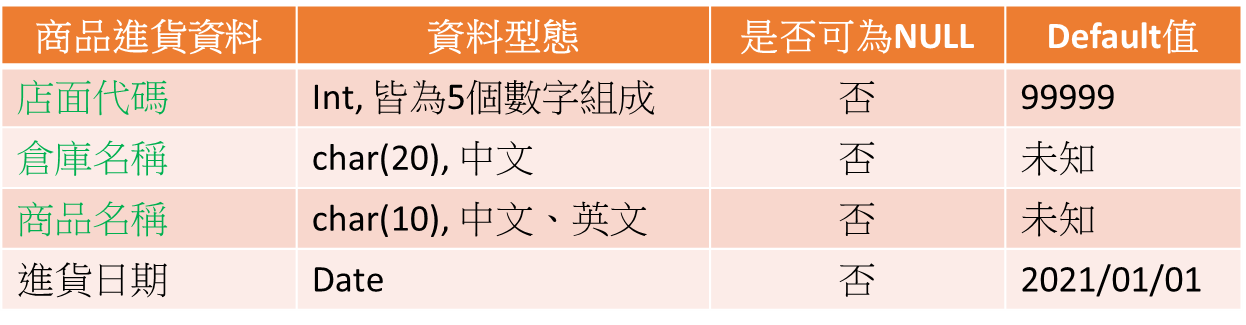 商品進貨資料 資料型態 是否可為NULL Default值
店面代碼 Int, 皆為5個數字組成 否 99999
倉庫名稱 char(20), 中文 否 未知
商品名稱 char(10), 中文、英文 否 未知
進貨日期 Date 否 2021/01/01